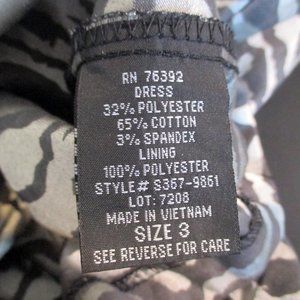 RN 76392
DRESS
32% POLYESTER
65% COTTON
3% SPANDEX
LINING
100% POLYESTER
STYLE# S367-9861
LOT: 7208
MADE IN VIETNAM
SIZE 3
SEE REVERSE FOR CARE